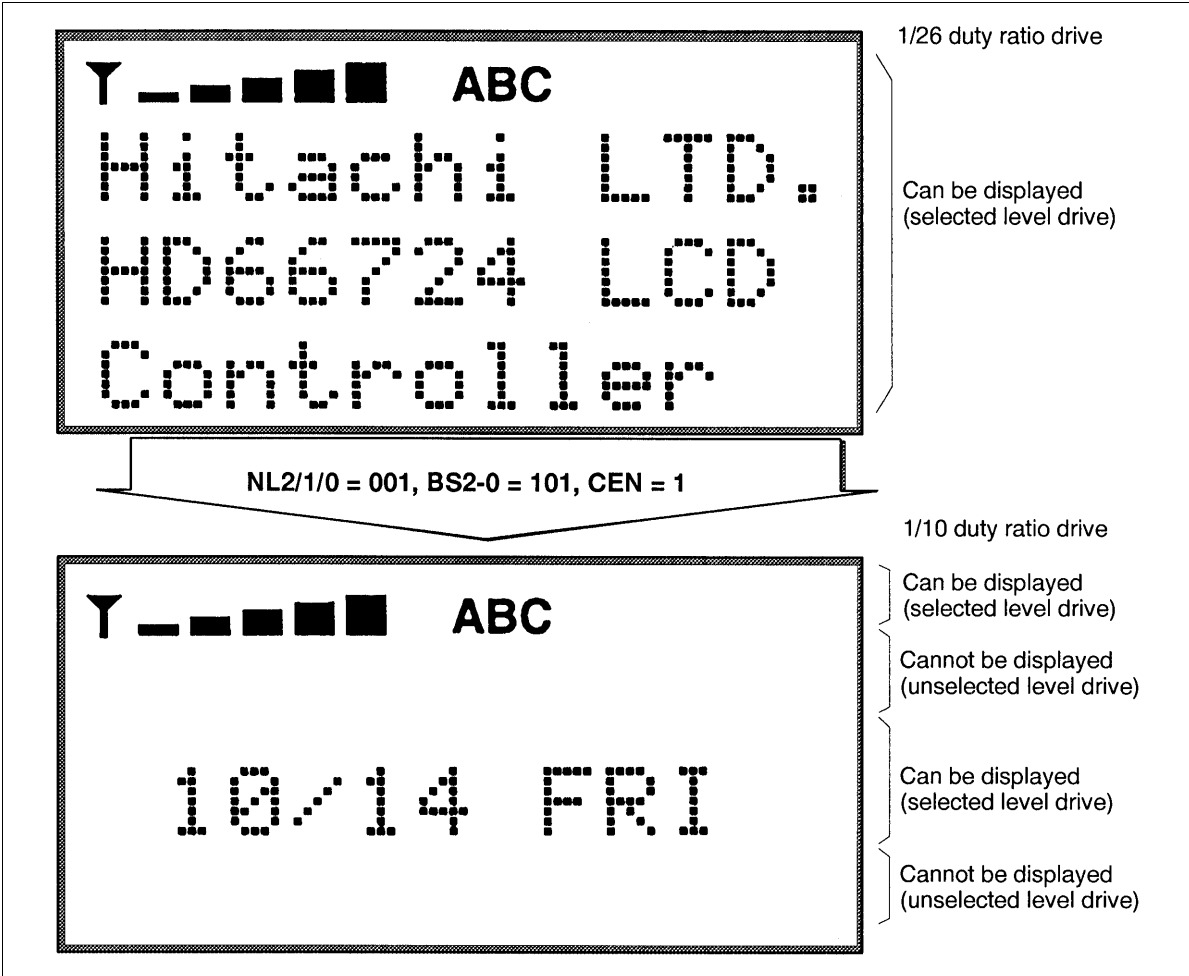 1/26 duty ratio drive
ABC
Hitachi LTD.
HD66724 LCD
Controller
Can be displayed
(selected level drive)
NL2/1/0 = 001, BS2-0 = 101, CEN = 1
1/10 duty ratio drive
ABC
Can be displayed
(selected level drive)
Cannot be displayed
(unselected level drive)
10/14 FRI
Can be displayed
(selected level drive)
Cannot be displayed
(unselected level drive)